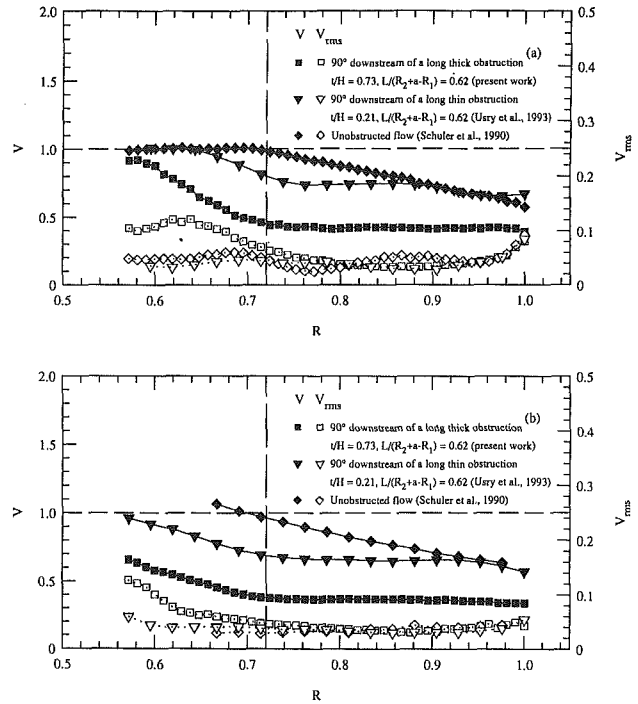 2.0
0.5
V V_rms
(a)
90° downstream of a long thick obstruction
t/H = 0.73, L/(R₂+a-R₁) = 0.62 (present work)
90° downstream of a long thin obstruction
t/H = 0.21, L/(R₂+a-R₁) = 0.62 (Usry et al., 1993)
Unobstructed flow (Schuler et al., 1990)
1.5
0.4
1.0
0.3
V
V_rms
0.2
0.5
0.1
0
0
0.5 0.6 0.7 0.8 0.9 1.0
R
2.0
0.5
V V_rms
(b)
90° downstream of a long thick obstruction
t/H = 0.73, L/(R₂+a-R₁) = 0.62 (present work)
90° downstream of a long thin obstruction
t/H = 0.21, L/(R₂+a-R₁) = 0.62 (Usry et al., 1993)
Unobstructed flow (Schuler et al., 1990)
1.5
0.4
1.0
0.3
V
V_rms
0.2
0.5
0.1
0
0
0.5 0.6 0.7 0.8 0.9 1.0
R